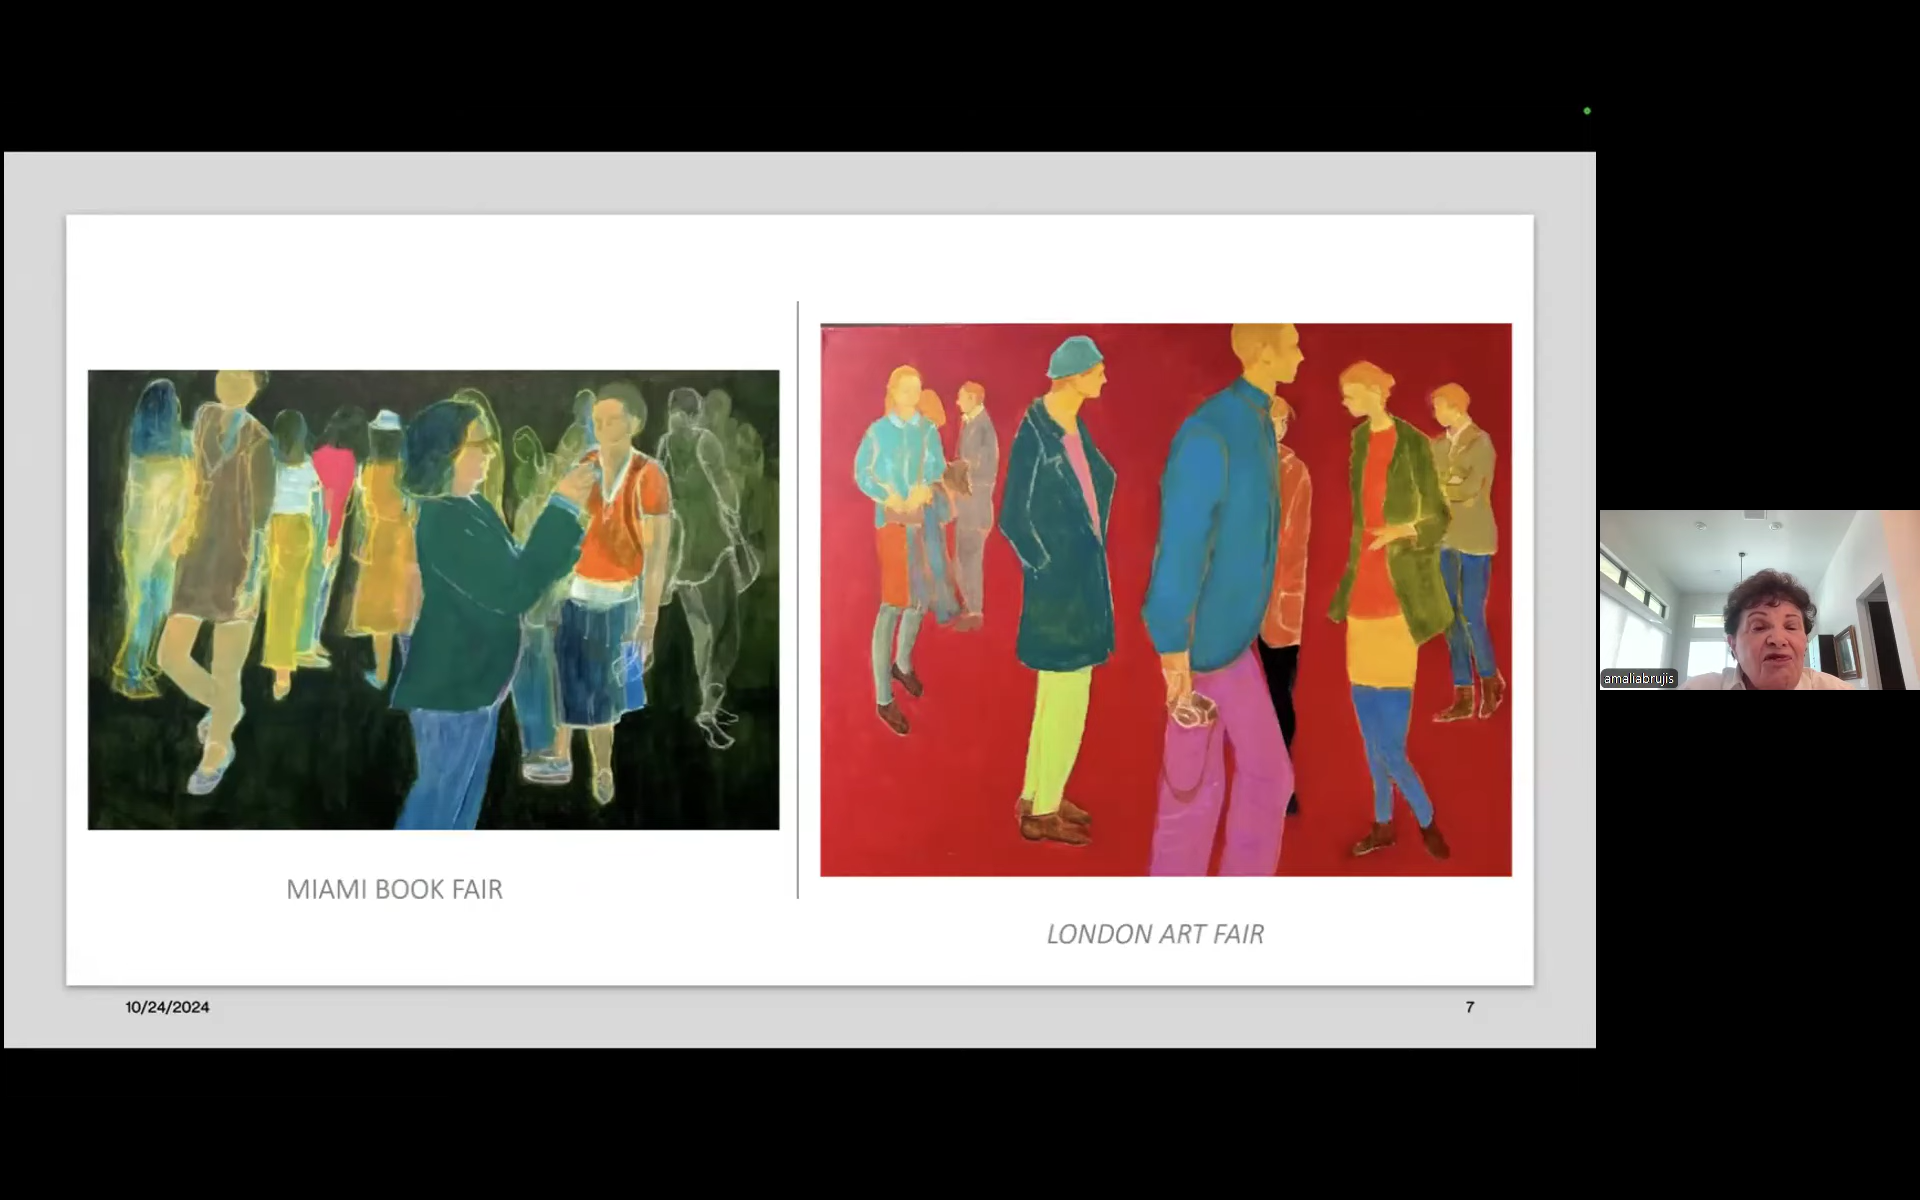 MIAMI BOOK FAIR
LONDON ART FAIR
10/24/2024
7
amaliabrujis